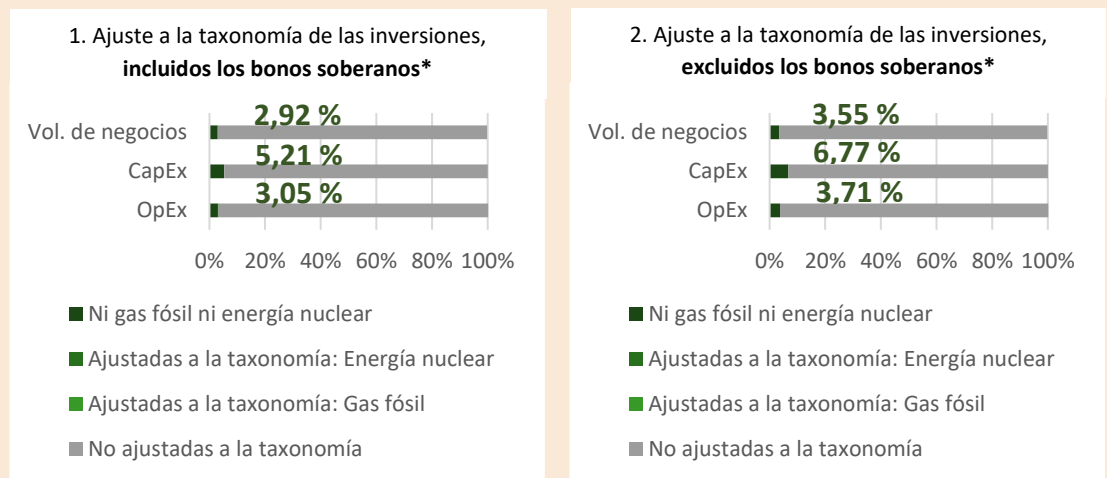 1. Ajuste a la taxonomía de las inversiones,
incluidos los bonos soberanos*
2,92 %
Vol. de negocios
5,21 %
CapEx
3,05 %
OpEx
0% 20% 40% 60% 80% 100%
Ni gas fósil ni energía nuclear
Ajustadas a la taxonomía: Energía nuclear
Ajustadas a la taxonomía: Gas fósil
No ajustadas a la taxonomía
2. Ajuste a la taxonomía de las inversiones,
excluidos los bonos soberanos*
3,55 %
Vol. de negocios
6,77 %
CapEx
3,71 %
OpEx
0% 20% 40% 60% 80% 100%
Ni gas fósil ni energía nuclear
Ajustadas a la taxonomía: Energía nuclear
Ajustadas a la taxonomía: Gas fósil
No ajustadas a la taxonomía